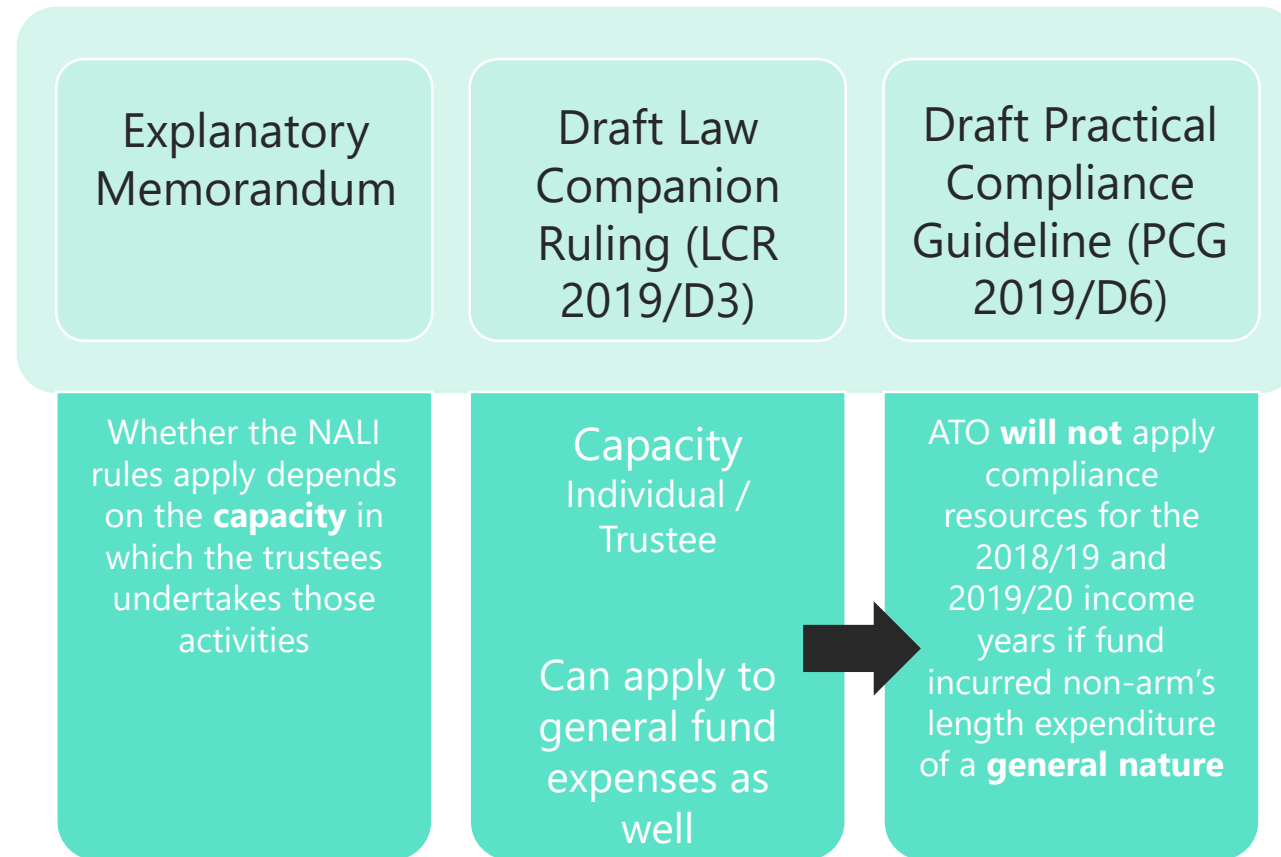 Explanatory
Memorandum
Whether the NALI
rules apply depends
on the capacity in
which the trustees
undertakes those
activities
Draft Law
Companion
Ruling (LCR
2019/D3)
Capacity
Individual /
Trustee
Can apply to
general fund
expenses as
well
Draft Practical
Compliance
Guideline (PCG
2019/D6)
ATO will not apply
compliance
resources for the
2018/19 and
2019/20 income
years if fund
incurred non-arm's
length expenditure
of a general nature